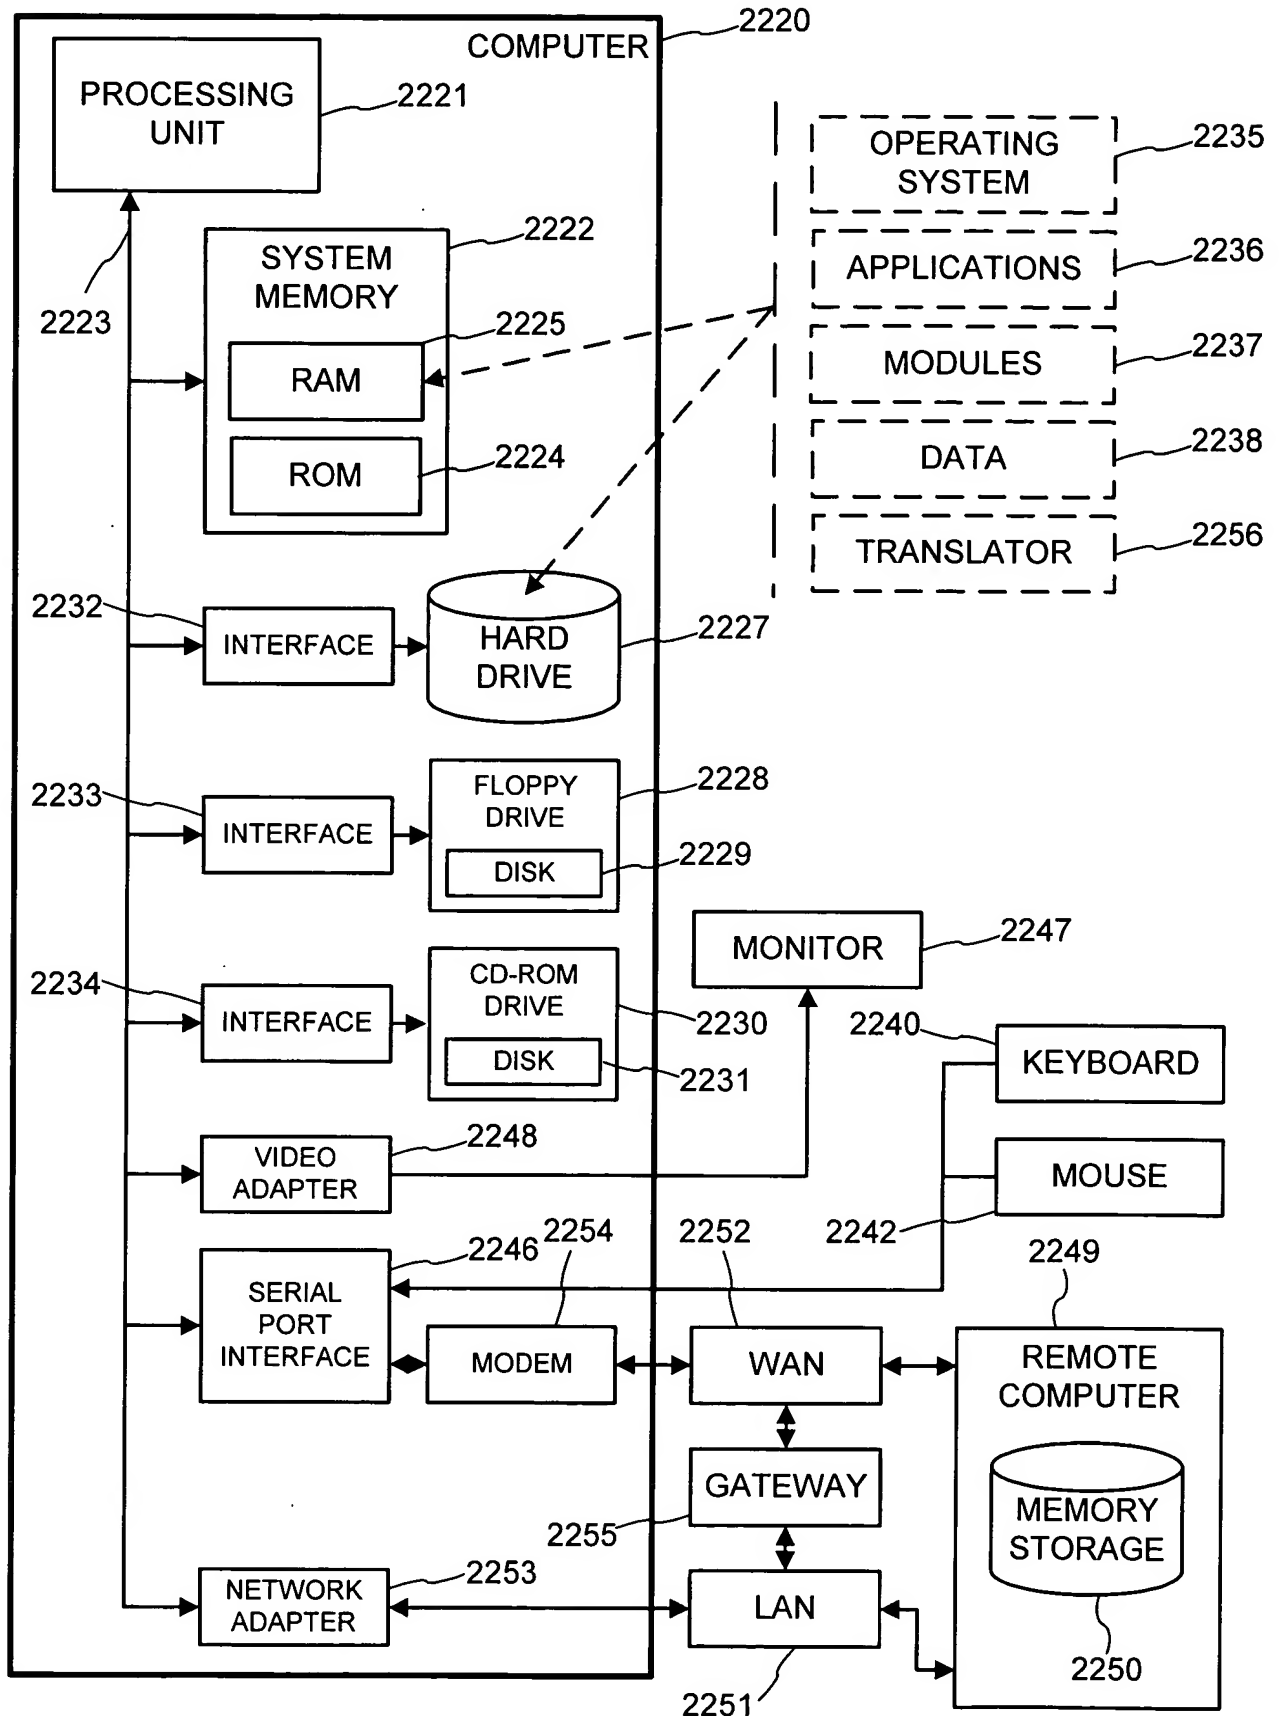 COMPUTER
2220
PROCESSING
UNIT
2221
2223
SYSTEM
MEMORY
2222
RAM
2225
ROM
2224
OPERATING
SYSTEM
2235
APPLICATIONS
2236
MODULES
2237
DATA
2238
TRANSLATOR
2256
2232
INTERFACE
HARD
DRIVE
2227
2233
INTERFACE
FLOPPY
DRIVE
2228
DISK
2229
2234
INTERFACE
CD-ROM
DRIVE
2230
DISK
2231
MONITOR
2247
2240
KEYBOARD
MOUSE
2242
VIDEO
ADAPTER
2248
SERIAL
PORT
INTERFACE
2246
2254
MODEM
2252
WAN
2249
REMOTE
COMPUTER
GATEWAY
2255
MEMORY
STORAGE
2250
NETWORK
ADAPTER
2253
LAN
2251